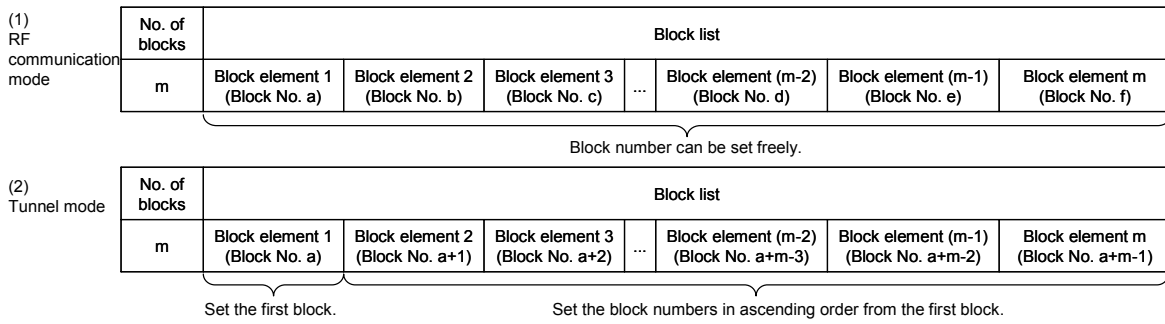 (1)
RF
communication
mode
No. of
blocks
Block list
m
Block element 1
(Block No. a)
Block element 2
(Block No. b)
Block element 3
(Block No. c)
...
Block element (m-2)
(Block No. d)
Block element (m-1)
(Block No. e)
Block element m
(Block No. f)
Block number can be set freely.
(2)
Tunnel mode
No. of
blocks
Block list
m
Block element 1
(Block No. a)
Block element 2
(Block No. a+1)
Block element 3
(Block No. a+2)
...
Block element (m-2)
(Block No. a+m-3)
Block element (m-1)
(Block No. a+m-2)
Block element m
(Block No. a+m-1)
Set the first block.
Set the block numbers in ascending order from the first block.